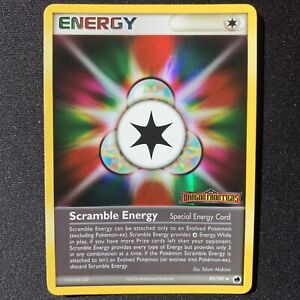 ENERGY
DRAGON FRONTIERS
Scramble Energy Special Energy Card
Scramble Energy can be attached only to an Evolved Pokémon
(excluding Pokémon-ex). Scramble Energy provides Energy. While
in play, if you have more Prize cards left than your opponent,
Scramble Energy provides every type of Energy but only 3 in
any combination at a time. If the Pokémon Scramble Energy is
attached to isn't an Evolved Pokémon (or evolves into Pokémon-ex),
discard Scramble Energy.
89/101